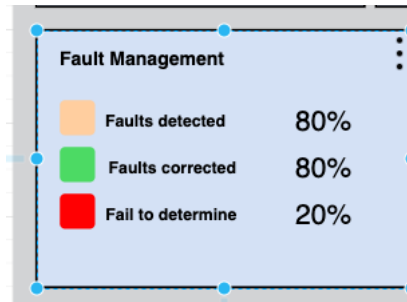 Fault Management
Faults detected 80%
Faults corrected 80%
Fail to determine 20%